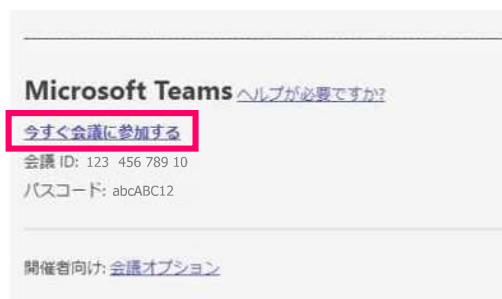 Microsoft Teams ヘルプが必要ですか?
今すぐ会議に参加する
会議 ID: 123 456 789 10
パスコード: abcABC12
開催者向け: 会議オプション